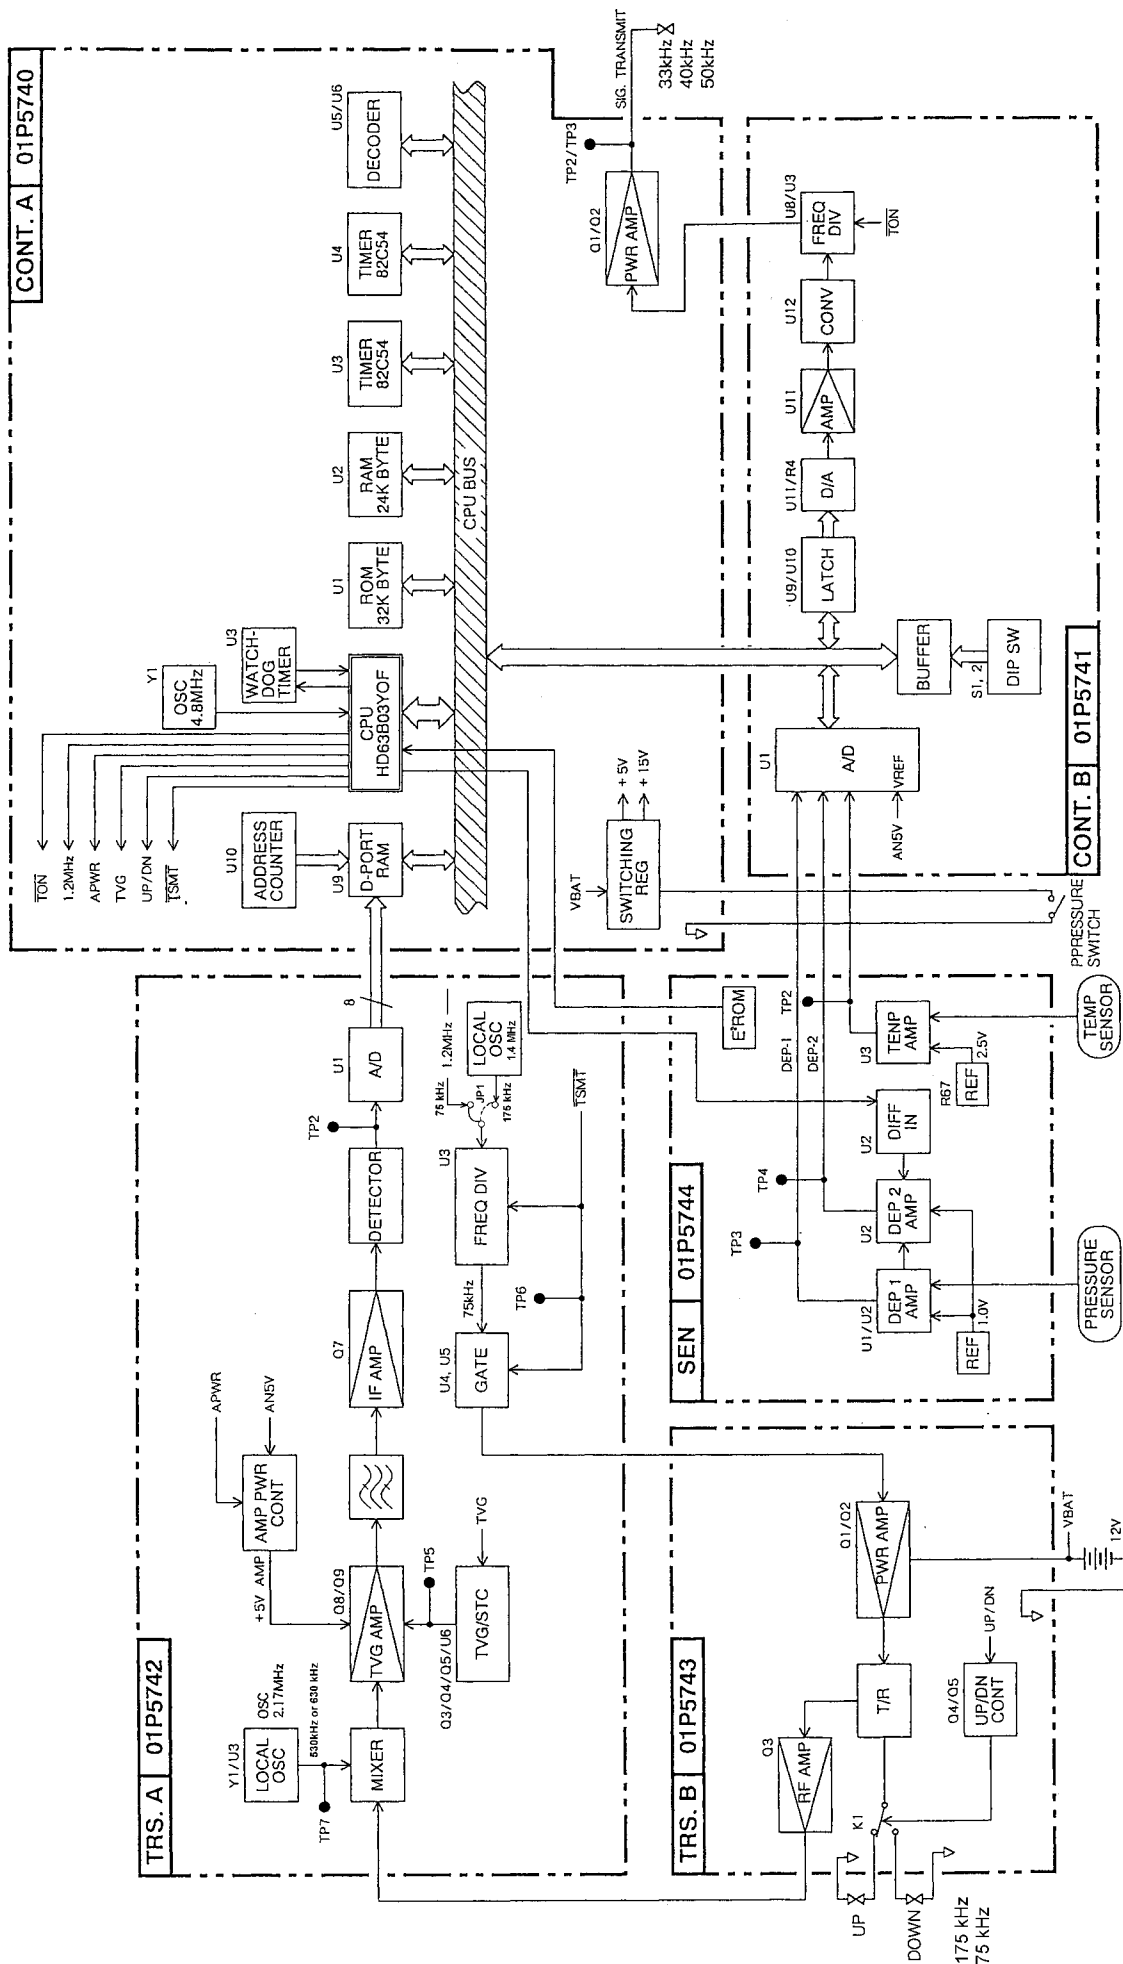 CONT. A 01P5740
TON
1.2MHz
APWR
TVG
UP/DN
TSMT
Y1
OSC
4.8MHz
U3
WATCH-
DOG
TIMER
CPU
HD63B03YOF
U10
ADDRESS
COUNTER
U9
D-PORT
RAM
U1
ROM
32K BYTE
U2
RAM
24K BYTE
U3
TIMER
82C54
U4
TIMER
82C54
U5/U6
DECODER
CPU BUS
VBAT
SWITCHING
REG
+5V
+15V
Q1/Q2
PWR AMP
TP2/TP3
SIG. TRANSMIT
33kHz
40kHz
50kHz
CONT. B 01P5741
U1
A/D
VREF
AN5V
BUFFER
S1, 2
DIP SW
U9/U10
LATCH
U11/R4
D/A
U11
AMP
U12
CONV
U8/U3
FREQ
DIV
TON
PPRESSURE
SWITCH
TRS. A 01P5742
Y1/U3
LOCAL
OSC
OSC
2.17MHz
530kHz or 630 kHz
TP7
MIXER
APWR
AN5V
AMP PWR
CONT
+5V AMP
Q8/Q9
TVG AMP
TP5
TVG
TVG/STC
Q3/Q4/Q5/U6
Q7
IF AMP
DETECTOR
TP2
U1
A/D
8
1.2MHz
75 kHz
JP1
175 kHz
LOCAL
OSC
1.4 MHz
U3
FREQ DIV
75kHz
U4, U5
GATE
TP6
TSMT
SEN 01P5744
E²ROM
DEP-1
DEP-2
TP2
TP4
TP3
U3
TENP
AMP
R67
REF
2.5V
U2
DIFF
IN
U2
DEP 2
AMP
U1/U2
DEP 1
AMP
REF
1.0V
TEMP
SENSOR
PRESSURE
SENSOR
TRS. B 01P5743
Q3
RF AMP
T/R
Q1/Q2
PWR AMP
Q4/Q5
UP/DN
CONT
UP/DN
VBAT
12V
K1
UP
DOWN
175 kHz
75 kHz